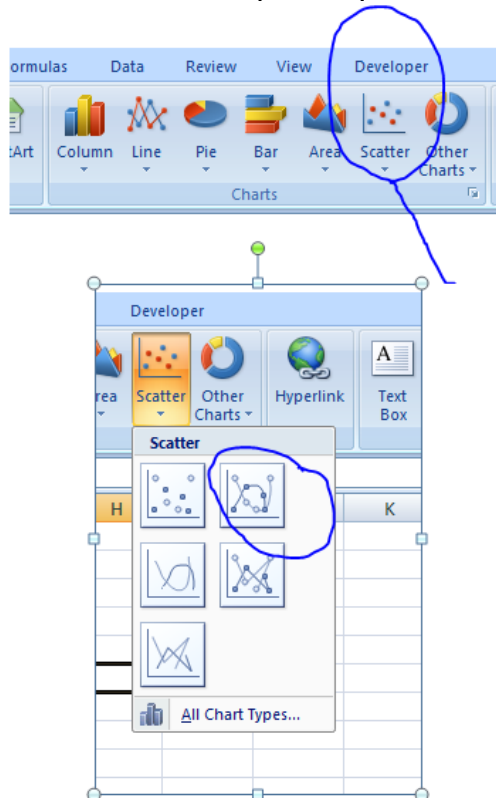 ormulas Data Review View Developer
tArt Column Line Pie Bar Area Scatter Other
Charts
Charts
Developer
rea Scatter Other Hyperlink Text
Charts Box
A
Scatter
H K
All Chart Types...